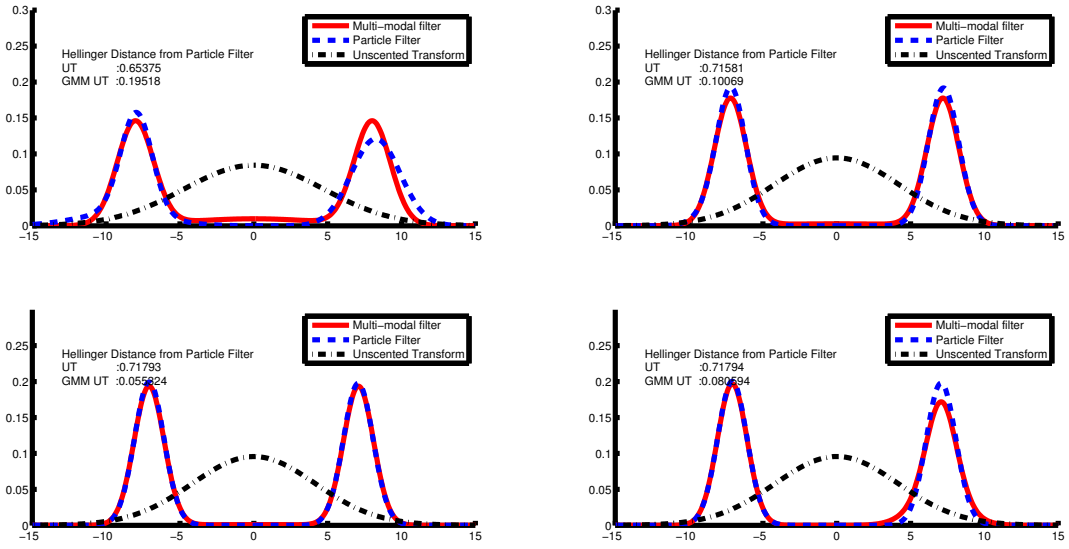 0.3
0.25
0.2
0.15
0.1
0.05
0
−15
−10
−5
0
5
10
15
Multi−modal filter
Particle Filter
Unscented Transform
Hellinger Distance from Particle Filter
UT :0.65375
GMM UT :0.19518
0.3
0.25
0.2
0.15
0.1
0.05
0
−15
−10
−5
0
5
10
15
Multi−modal filter
Particle Filter
Unscented Transform
Hellinger Distance from Particle Filter
UT :0.71581
GMM UT :0.10069
0.25
0.2
0.15
0.1
0.05
0
−15
−10
−5
0
5
10
15
Multi−modal filter
Particle Filter
Unscented Transform
Hellinger Distance from Particle Filter
UT :0.71793
GMM UT
0.25
0.2
0.15
0.1
0.05
0
−15
−10
−5
0
5
10
15
Multi−modal filter
Particle Filter
Unscented Transform
Hellinger Distance from Particle Filter
UT :0.71794
GMM UT